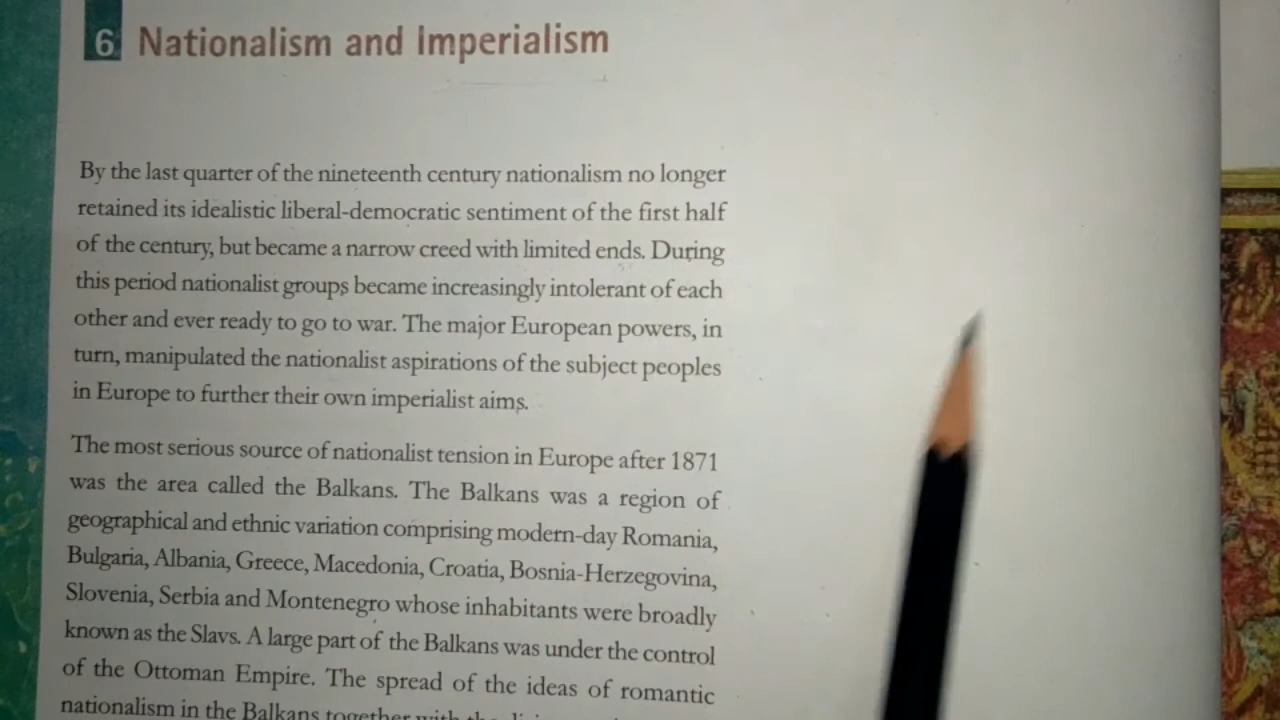 6 Nationalism and Imperialism
By the last quarter of the nineteenth century nationalism no longer
retained its idealistic liberal-democratic sentiment of the first half
of the century, but became a narrow creed with limited ends. During
this period nationalist groups became increasingly intolerant of each
other and ever ready to go to war. The major European powers, in
turn, manipulated the nationalist aspirations of the subject peoples
in Europe to further their own imperialist aims.
The most serious source of nationalist tension in Europe after 1871
was the area called the Balkans. The Balkans was a region of
geographical and ethnic variation comprising modern-day Romania,
Bulgaria, Albania, Greece, Macedonia, Croatia, Bosnia-Herzegovina,
Slovenia, Serbia and Montenegro whose inhabitants were broadly
known as the Slavs. A large part of the Balkans was under the control
of the Ottoman Empire. The spread of the ideas of romantic
nationalism in the Balkans together with the